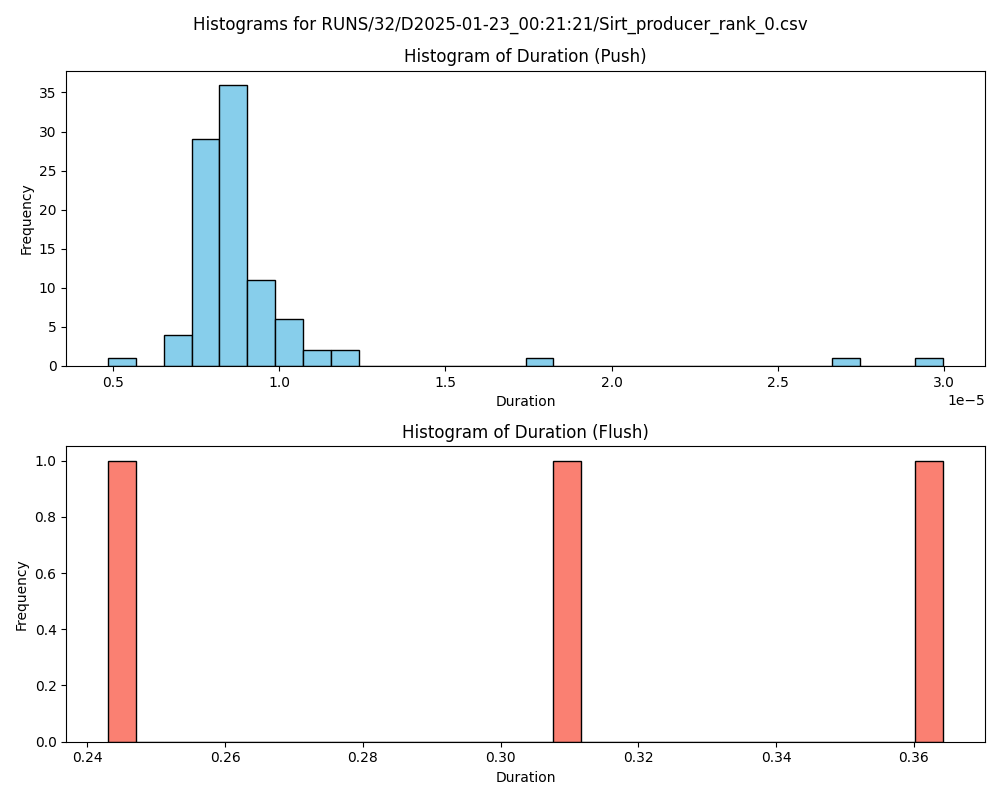 Histograms for RUNS/32/D2025-01-23_00:21:21/Sirt_producer_rank_0.csv
Histogram of Duration (Push)
Frequency
35
30
25
20
15
10
5
0
0.5 1.0 1.5 2.0 2.5 3.0
1e−5
Duration
Histogram of Duration (Flush)
Frequency
1.0
0.8
0.6
0.4
0.2
0.0
0.24 0.26 0.28 0.30 0.32 0.34 0.36
Duration